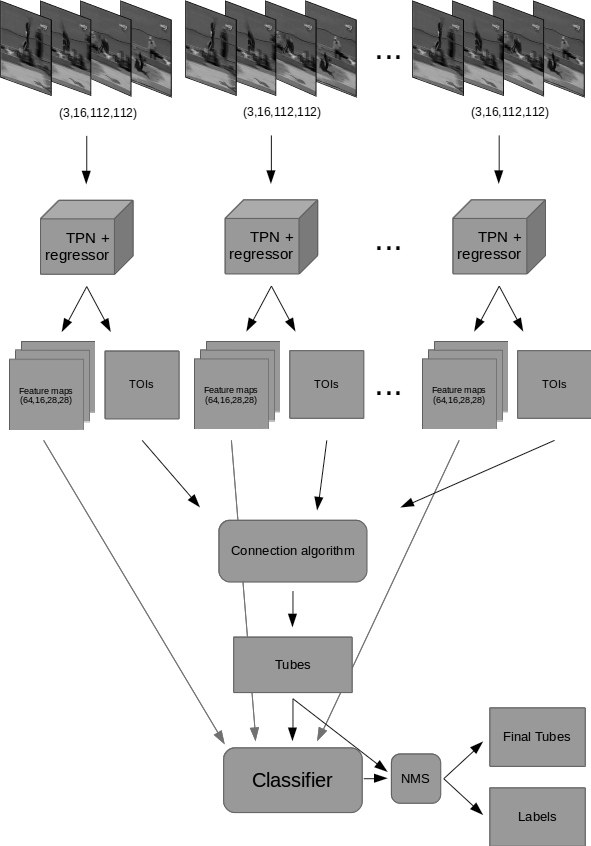 (3,16,112,112) (3,16,112,112) (3,16,112,112)
...
TPN +
regressor
TPN +
regressor
...
TPN +
regressor
Feature maps
(64,16,28,28)
TOIs
Feature maps
(64,16,28,28)
TOIs
...
Feature maps
(64,16,28,28)
TOIs
Connection algorithm
Tubes
Final Tubes
Classifier
NMS
Labels